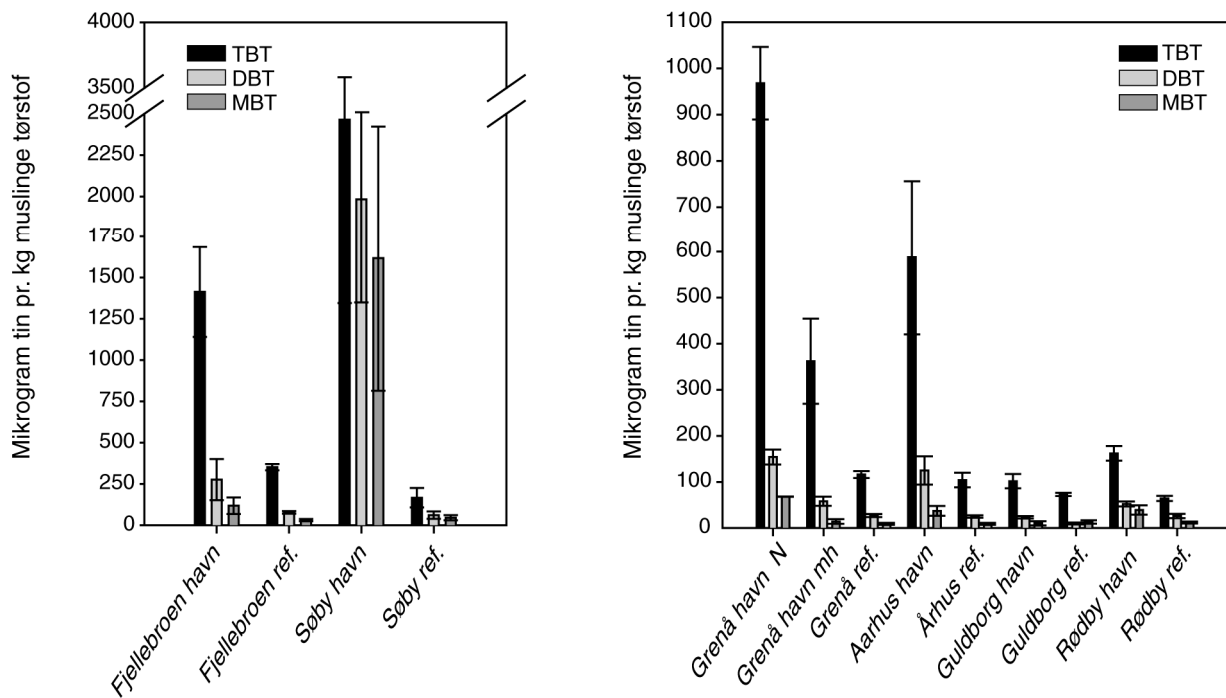 Mikrogram tin pr. kg muslinge tørstof
4000
3500
2500
2250
2000
1750
1500
1250
1000
750
500
250
0
TBT
DBT
MBT
Fjellebroen havn
Fjellebroen ref.
Søby havn
Søby ref.
Mikrogram tin pr. kg muslinge tørstof
1100
1000
900
800
700
600
500
400
300
200
100
0
TBT
DBT
MBT
Grenå havn N
Grenå havn mh
Grenå ref.
Aarhus havn
Århus ref.
Guldborg havn
Guldborg ref.
Rødby havn
Rødby ref.